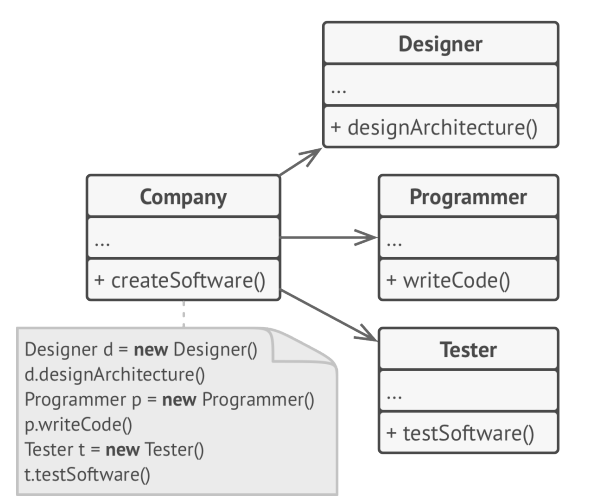 Designer
...
+ designArchitecture()
Company
...
+ createSoftware()
Programmer
...
+ writeCode()
Tester
...
+ testSoftware()
Designer d = new Designer()
d.designArchitecture()
Programmer p = new Programmer()
p.writeCode()
Tester t = new Tester()
t.testSoftware()